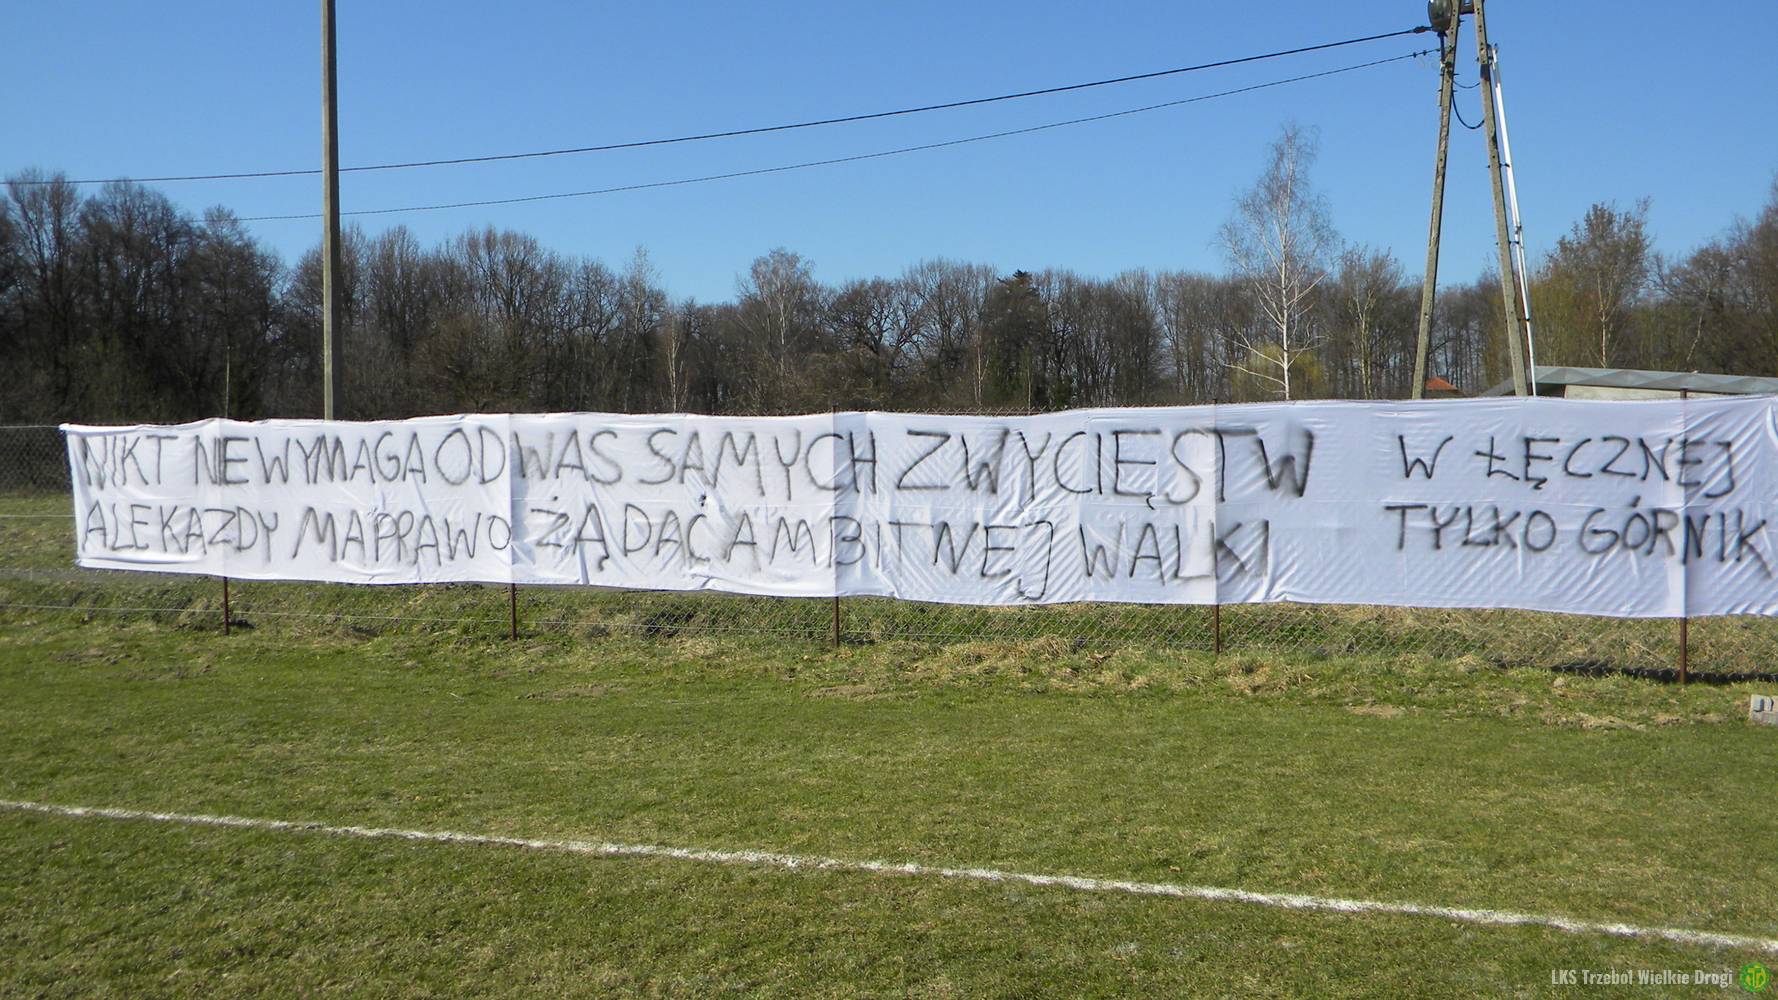 NIKT NIE WYMAGA OD WAS SAMYCH ZWYCIĘSTW
ALE KAZDY MA PRAWO ŻĄDAĆ AMBITNEJ WALKI
W ŁĘCZNEJ
TYLKO GÓRNIK
LKS Trzebol Wielkie Drogi